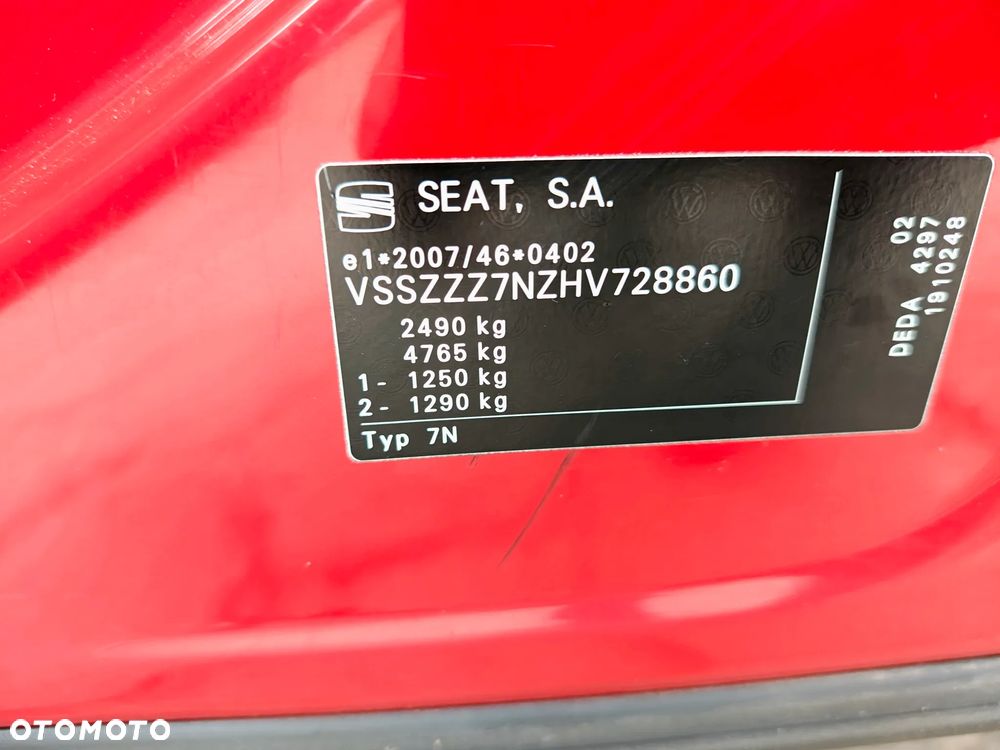 SEAT, S.A.
e1*2007/46*0402
VSSZZZ7NZHV728860
2490 kg
4765 kg
1- 1250 kg
2- 1290 kg
Typ 7N
02
DEDA 4297
1910248
OTOMOTO